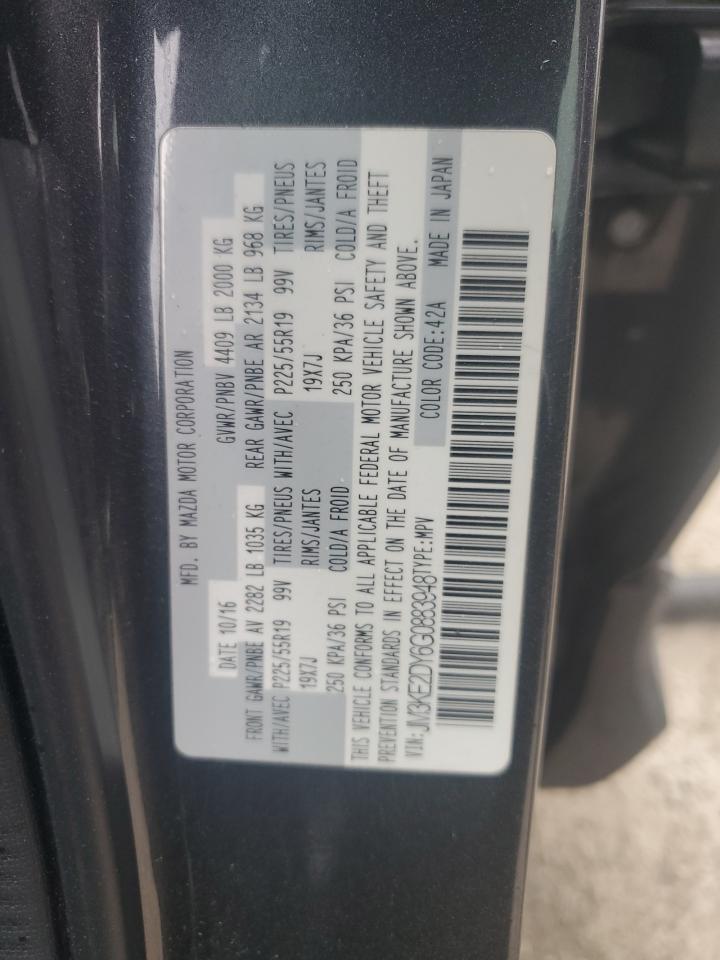 MFD. BY MAZDA MOTOR CORPORATION
DATE 10/16 GVWR/PNBV 4409 LB 2000 KG
FRONT GAWR/PNBE AV 2282 LB 1035 KG REAR GAWR/PNBE AR 2134 LB 968 KG
WITH/AVEC P225/55R19 99V TIRES/PNEUS WITH/AVEC P225/55R19 99V TIRES/PNEUS
19X7J RIMS/JANTES 19X7J RIMS/JANTES
250 KPA/36 PSI COLD/A FROID 250 KPA/36 PSI COLD/A FROID
THIS VEHICLE CONFORMS TO ALL APPLICABLE FEDERAL MOTOR VEHICLE SAFETY AND THEFT
PREVENTION STANDARDS IN EFFECT ON THE DATE OF MANUFACTURE SHOWN ABOVE.
COLOR CODE:42A MADE IN JAPAN
VIN:JM3KE2DY6G0883948 TYPE:MPV